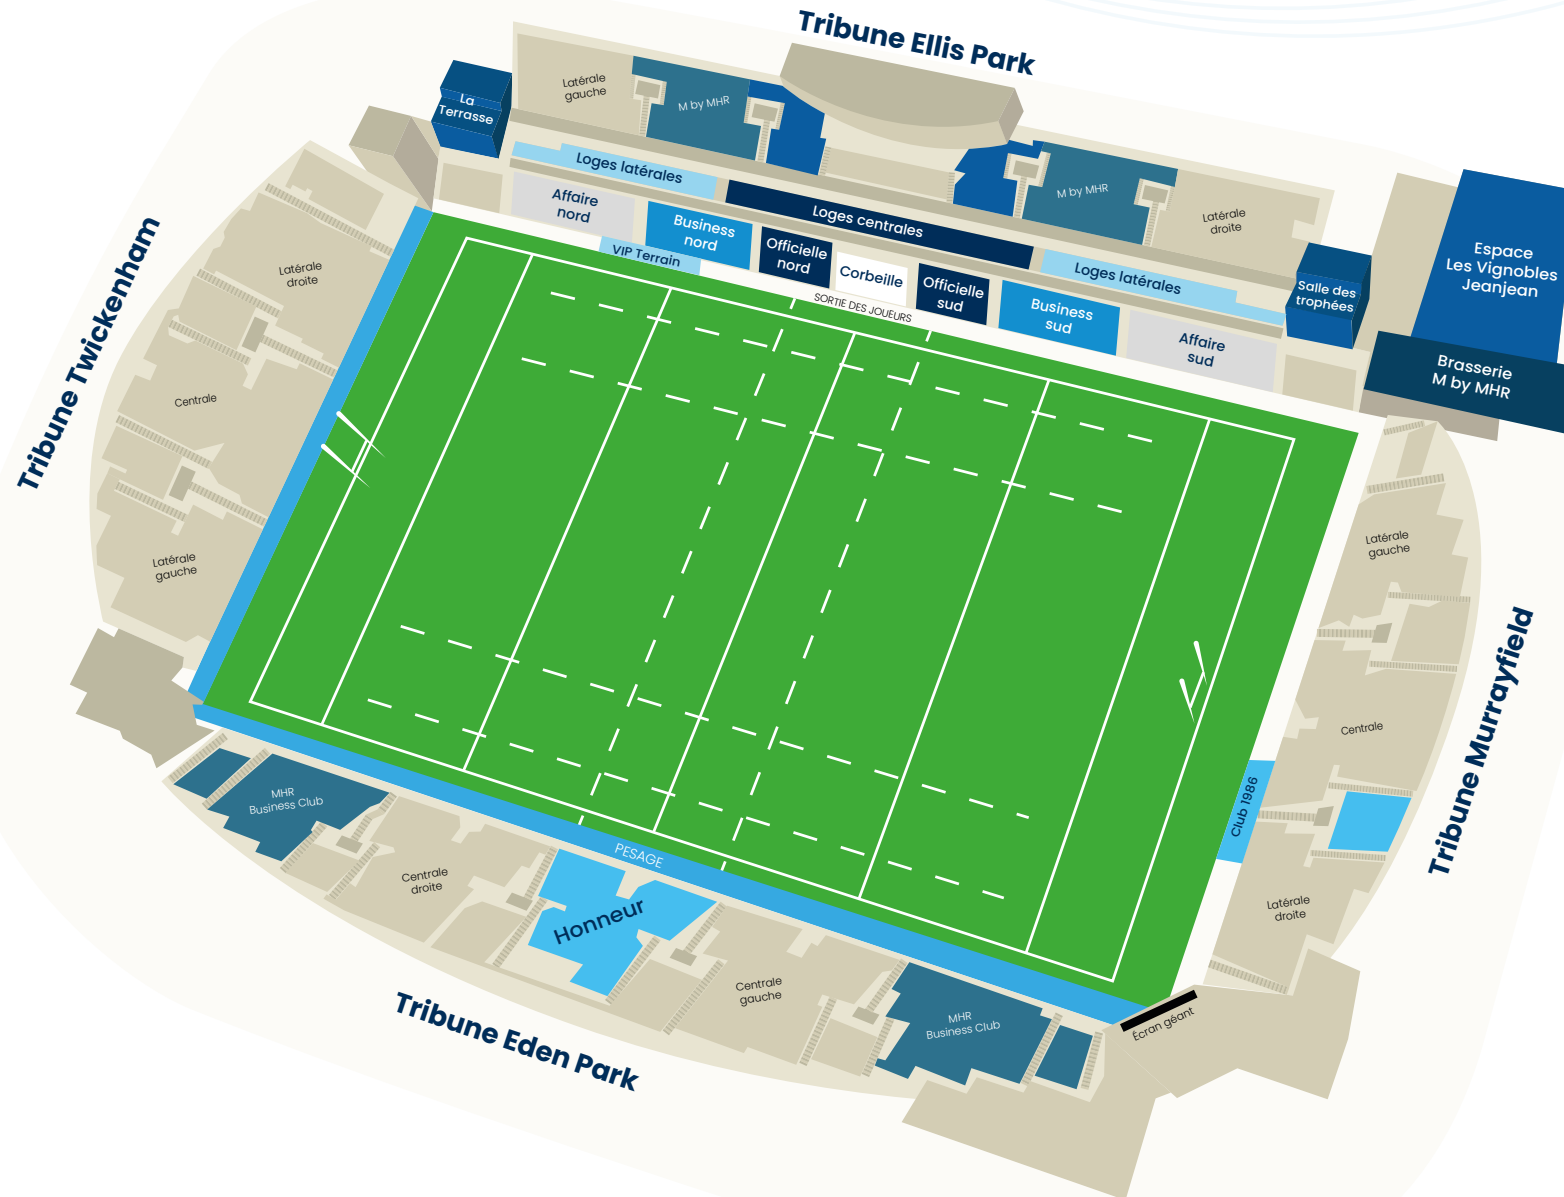 Tribune Ellis Park
Latérale
gauche
M by MHR
La
Terrasse
Loges latérales
Affaire
nord
Business
nord
VIP Terrain
Loges centrales
Officielle
nord
Corbeille
Officielle
sud
SORTIE DES JOUEURS
M by MHR
Latérale
droite
Loges latérales
Business
sud
Affaire
sud
Salle des
trophées
Espace
Les Vignobles
Jeanjean
Brasserie
M by MHR
Tribune Twickenham
Latérale
droite
Centrale
Latérale
gauche
Tribune Murrayfield
Latérale
gauche
Centrale
Club 1986
Latérale
droite
MHR
Business Club
Centrale
droite
PESAGE
Honneur
Centrale
gauche
MHR
Business Club
Écran géant
Tribune Eden Park